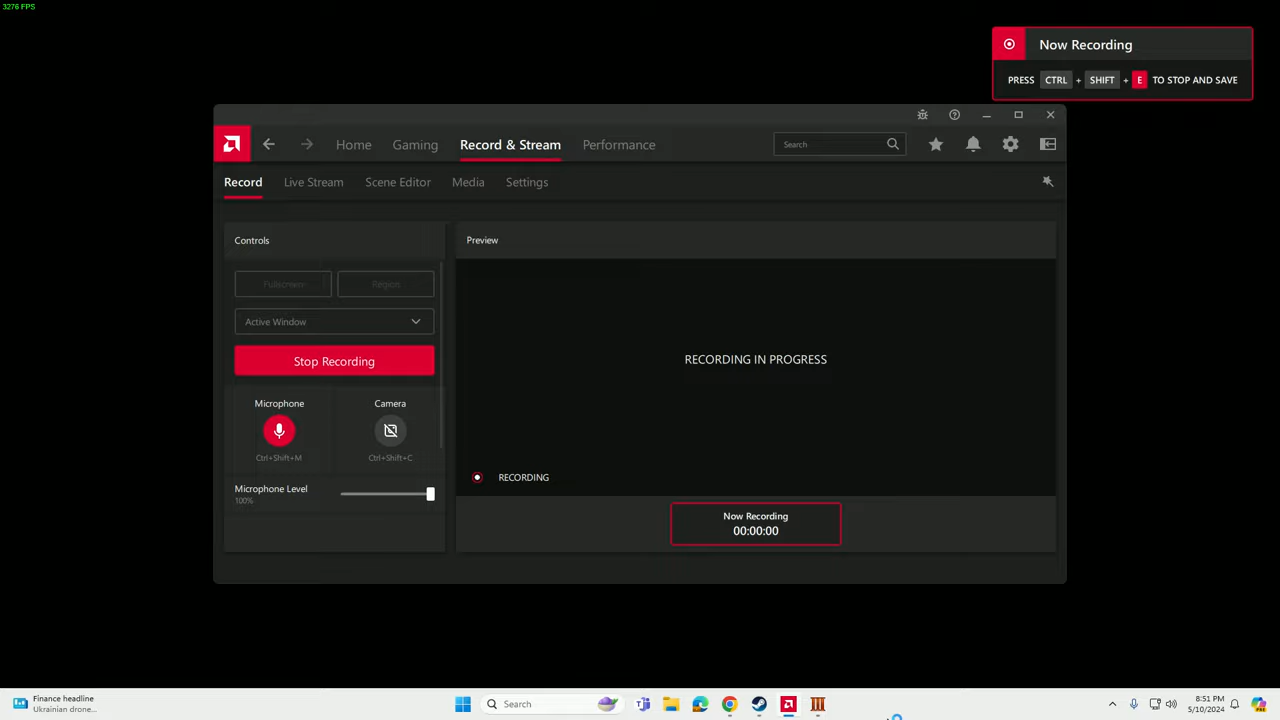 3276 FPS
Now Recording
PRESS CTRL + SHIFT + E TO STOP AND SAVE
Home Gaming Record & Stream Performance Search
Record Live Stream Scene Editor Media Settings
Controls
Preview
Fullscreen Region
Active Window
Stop Recording
RECORDING IN PROGRESS
Microphone Camera
Ctrl+Shift+M Ctrl+Shift+C
RECORDING
Microphone Level
100%
Now Recording
00:00:00
Finance headline
Ukrainian drone...
Search
8:51 PM
5/10/2024